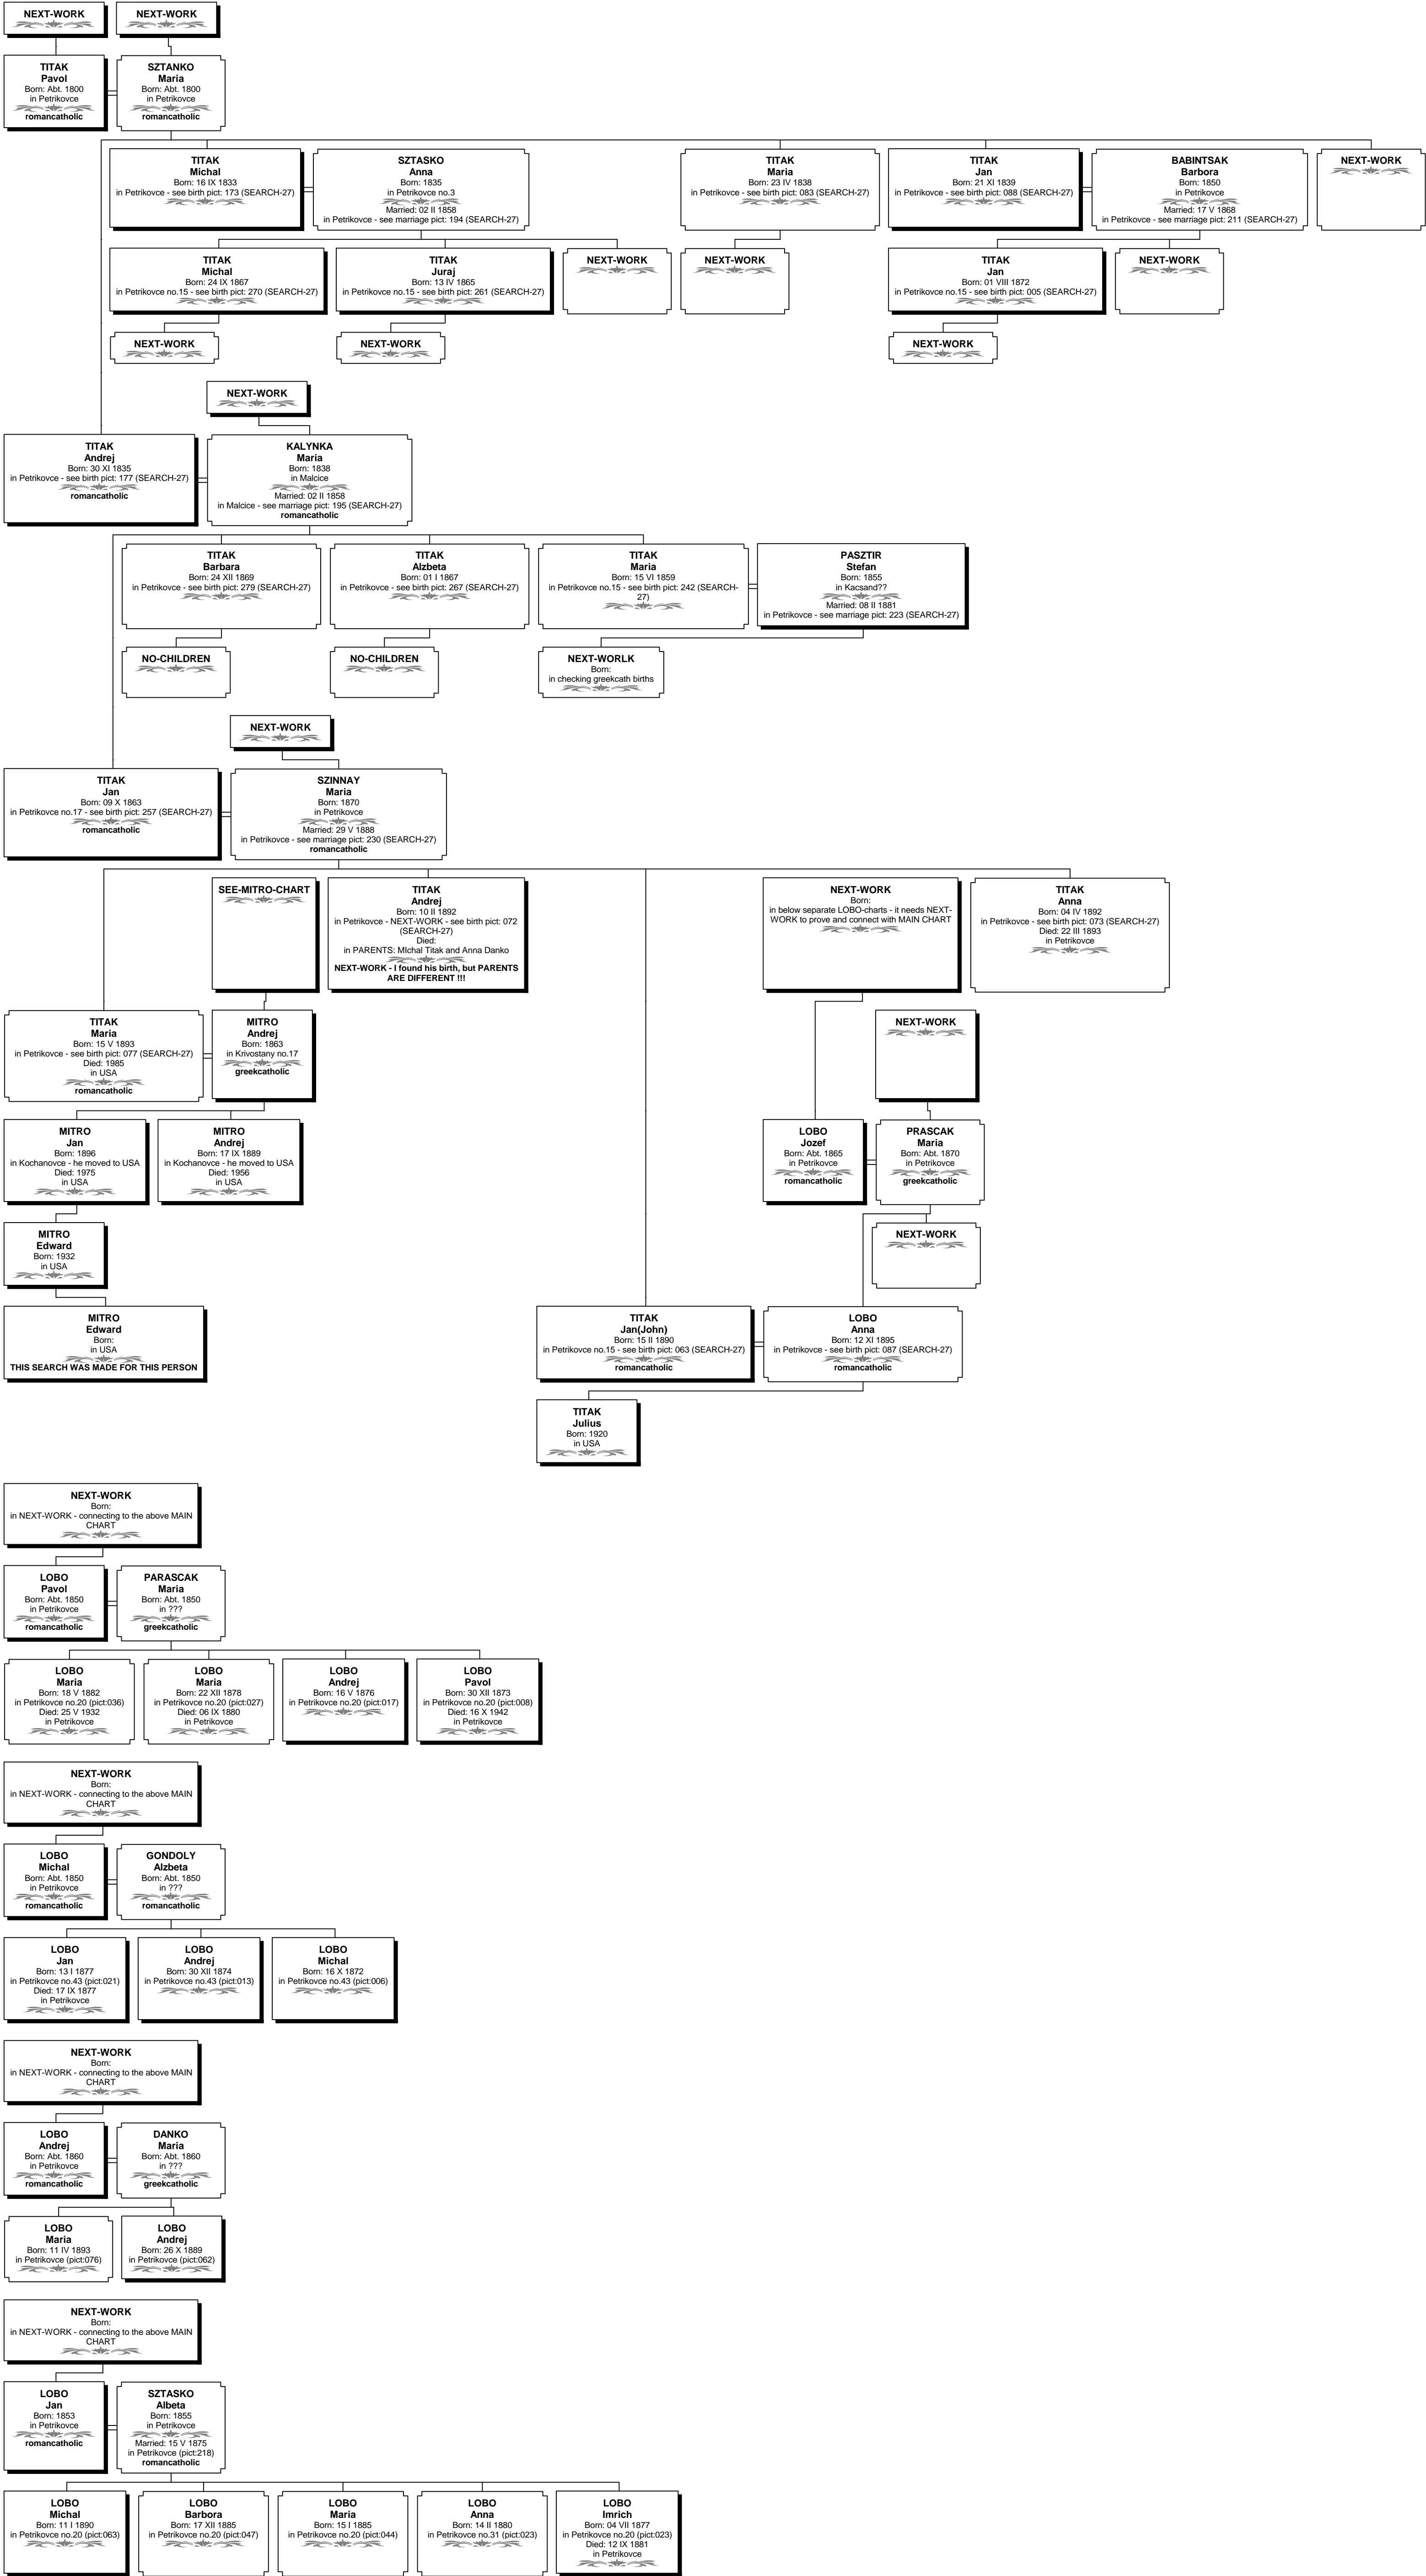 NEXT-WORK
NEXT-WORK
TITAK
Pavol
Born: Abt. 1800
in Petrikovce
romancatholic
SZTANKO
Maria
Born: Abt. 1800
in Petrikovce
romancatholic
TITAK
Michal
Born: 16 IX 1833
in Petrikovce - see birth pict: 173 (SEARCH-27)
SZTASKO
Anna
Born: 1835
in Petrikovce no.3
Married: 02 II 1858
in Petrikovce - see marriage pict: 194 (SEARCH-27)
TITAK
Maria
Born: 23 IV 1838
in Petrikovce - see birth pict: 083 (SEARCH-27)
TITAK
Jan
Born: 21 XI 1839
in Petrikovce - see birth pict: 088 (SEARCH-27)
BABINTSAK
Barbora
Born: 1850
in Petrikovce
Married: 17 V 1868
in Petrikovce - see marriage pict: 211 (SEARCH-27)
NEXT-WORK
TITAK
Michal
Born: 24 IX 1867
in Petrikovce no.15 - see birth pict: 270 (SEARCH-27)
TITAK
Juraj
Born: 13 IV 1865
in Petrikovce no.15 - see birth pict: 261 (SEARCH-27)
NEXT-WORK
NEXT-WORK
TITAK
Jan
Born: 01 VIII 1872
in Petrikovce no.15 - see birth pict: 005 (SEARCH-27)
NEXT-WORK
NEXT-WORK
NEXT-WORK
NEXT-WORK
NEXT-WORK
TITAK
Andrej
Born: 30 XI 1835
in Petrikovce - see birth pict: 177 (SEARCH-27)
romancatholic
KALYNKA
Maria
Born: 1838
in Malcice
Married: 02 II 1858
in Malcice - see marriage pict: 195 (SEARCH-27)
romancatholic
TITAK
Barbara
Born: 24 XII 1869
in Petrikovce - see birth pict: 279 (SEARCH-27)
TITAK
Alzbeta
Born: 01 I 1867
in Petrikovce - see birth pict: 267 (SEARCH-27)
TITAK
Maria
Born: 15 VI 1859
in Petrikovce no.15 - see birth pict: 242 (SEARCH-
27)
PASZTIR
Stefan
Born: 1855
in Kacsand??
Married: 08 II 1881
in Petrikovce - see marriage pict: 223 (SEARCH-27)
NO-CHILDREN
NO-CHILDREN
NEXT-WORLK
Born:
in checking greekcath births
NEXT-WORK
TITAK
Jan
Born: 09 X 1863
in Petrikovce no.17 - see birth pict: 257 (SEARCH-27)
romancatholic
SZINNAY
Maria
Born: 1870
in Petrikovce
Married: 29 V 1888
in Petrikovce - see marriage pict: 230 (SEARCH-27)
romancatholic
SEE-MITRO-CHART
TITAK
Andrej
Born: 10 II 1892
in Petrikovce - NEXT-WORK - see birth pict: 072
(SEARCH-27)
Died:
in PARENTS: MIchal Titak and Anna Danko
NEXT-WORK - I found his birth, but PARENTS
ARE DIFFERENT !!!
NEXT-WORK
Born:
in below separate LOBO-charts - it needs NEXT-
WORK to prove and connect with MAIN CHART
TITAK
Anna
Born: 04 IV 1892
in Petrikovce - see birth pict: 073 (SEARCH-27)
Died: 22 III 1893
in Petrikovce
TITAK
Maria
Born: 15 V 1893
in Petrikovce - see birth pict: 077 (SEARCH-27)
Died: 1985
in USA
romancatholic
MITRO
Andrej
Born: 1863
in Krivostany no.17
greekcatholic
NEXT-WORK
MITRO
Jan
Born: 1896
in Kochanovce - he moved to USA
Died: 1975
in USA
MITRO
Andrej
Born: 17 IX 1889
in Kochanovce - he moved to USA
Died: 1956
in USA
LOBO
Jozef
Born: Abt. 1865
in Petrikovce
romancatholic
PRASCAK
Maria
Born: Abt. 1870
in Petrikovce
greekcatholic
MITRO
Edward
Born: 1932
in USA
NEXT-WORK
MITRO
Edward
Born:
in USA
THIS SEARCH WAS MADE FOR THIS PERSON
TITAK
Jan(John)
Born: 15 II 1890
in Petrikovce no.15 - see birth pict: 063 (SEARCH-27)
romancatholic
LOBO
Anna
Born: 12 XI 1895
in Petrikovce - see birth pict: 087 (SEARCH-27)
romancatholic
TITAK
Julius
Born: 1920
in USA
NEXT-WORK
Born:
in NEXT-WORK - connecting to the above MAIN
CHART
LOBO
Pavol
Born: Abt. 1850
in Petrikovce
romancatholic
PARASCAK
Maria
Born: Abt. 1850
in ???
greekcatholic
LOBO
Maria
Born: 18 V 1882
in Petrikovce no.20 (pict:036)
Died: 25 V 1932
in Petrikovce
LOBO
Maria
Born: 22 XII 1878
in Petrikovce no.20 (pict:027)
Died: 06 IX 1880
in Petrikovce
LOBO
Andrej
Born: 16 V 1876
in Petrikovce no.20 (pict:017)
LOBO
Pavol
Born: 30 XII 1873
in Petrikovce no.20 (pict:008)
Died: 16 X 1942
in Petrikovce
NEXT-WORK
Born:
in NEXT-WORK - connecting to the above MAIN
CHART
LOBO
Michal
Born: Abt. 1850
in Petrikovce
romancatholic
GONDOLY
Alzbeta
Born: Abt. 1850
in ???
romancatholic
LOBO
Jan
Born: 13 I 1877
in Petrikovce no.43 (pict:021)
Died: 17 IX 1877
in Petrikovce
LOBO
Andrej
Born: 30 XII 1874
in Petrikovce no.43 (pict:013)
LOBO
Michal
Born: 16 X 1872
in Petrikovce no.43 (pict:006)
NEXT-WORK
Born:
in NEXT-WORK - connecting to the above MAIN
CHART
LOBO
Andrej
Born: Abt. 1860
in Petrikovce
romancatholic
DANKO
Maria
Born: Abt. 1860
in ???
greekcatholic
LOBO
Maria
Born: 11 IV 1893
in Petrikovce (pict:076)
LOBO
Andrej
Born: 26 X 1889
in Petrikovce (pict:062)
NEXT-WORK
Born:
in NEXT-WORK - connecting to the above MAIN
CHART
LOBO
Jan
Born: 1853
in Petrikovce
romancatholic
SZTASKO
Albeta
Born: 1855
in Petrikovce
Married: 15 V 1875
in Petrikovce (pict:218)
romancatholic
LOBO
Michal
Born: 11 I 1890
in Petrikovce no.20 (pict:063)
LOBO
Barbora
Born: 17 XII 1885
in Petrikovce no.20 (pict:047)
LOBO
Maria
Born: 15 I 1885
in Petrikovce no.20 (pict:044)
LOBO
Anna
Born: 14 II 1880
in Petrikovce no.31 (pict:023)
LOBO
Imrich
Born: 04 VII 1877
in Petrikovce no.20 (pict:023)
Died: 12 IX 1881
in Petrikovce